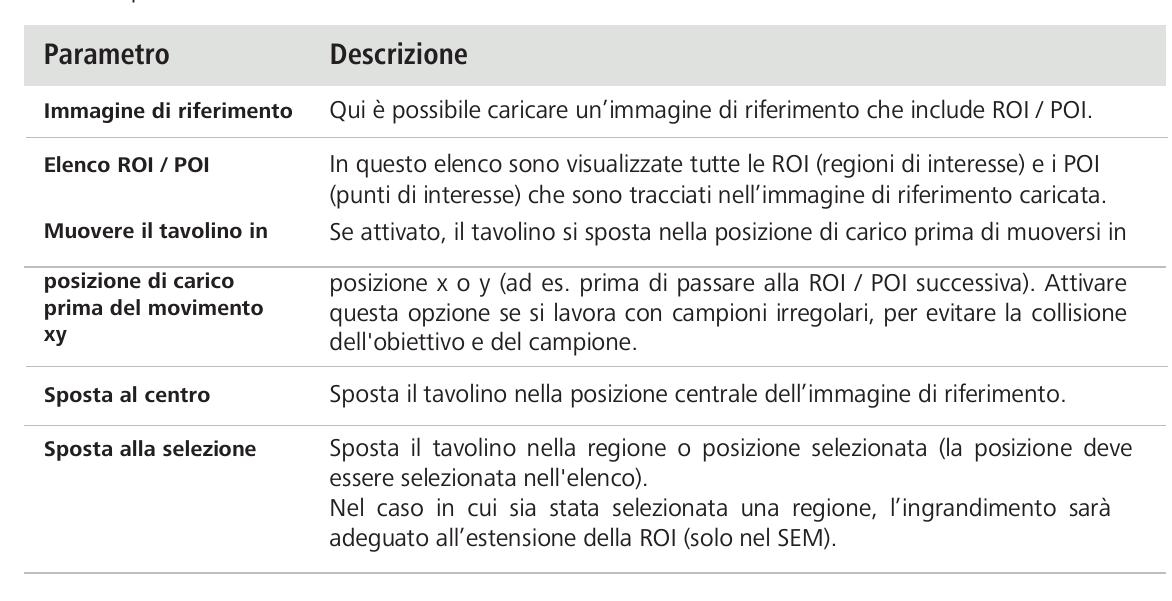 Parametro Descrizione
Immagine di riferimento Qui è possibile caricare un’immagine di riferimento che include ROI / POI.
Elenco ROI / POI In questo elenco sono visualizzate tutte le ROI (regioni di interesse) e i POI
(punti di interesse) che sono tracciati nell’immagine di riferimento caricata.
Muovere il tavolino in Se attivato, il tavolino si sposta nella posizione di carico prima di muoversi in
posizione di carico posizione x o y (ad es. prima di passare alla ROI / POI successiva). Attivare
prima del movimento questa opzione se si lavora con campioni irregolari, per evitare la collisione
xy dell'obiettivo e del campione.
Sposta al centro Sposta il tavolino nella posizione centrale dell’immagine di riferimento.
Sposta alla selezione Sposta il tavolino nella regione o posizione selezionata (la posizione deve
essere selezionata nell'elenco).
Nel caso in cui sia stata selezionata una regione, l’ingrandimento sarà
adeguato all’estensione della ROI (solo nel SEM).